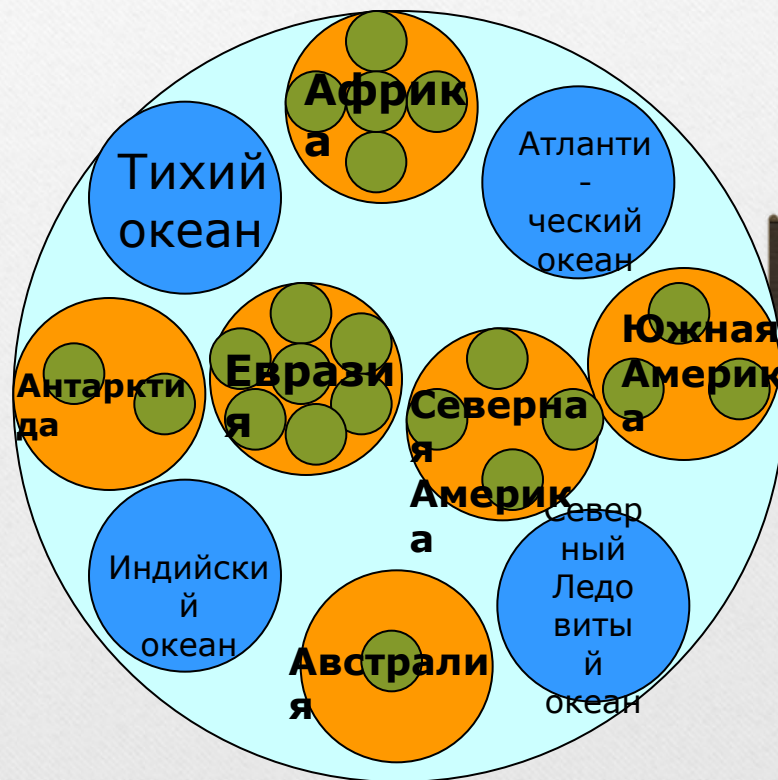 Африк
а
Тихий
океан
Атланти
-
ческий
океан
Южная
Америк
а
Антаркти
да
Еврази
я
Северна
я
Америк
а
Индийски
й
океан
Север
ный
Ледо
виты
й
океан
Австрали
я